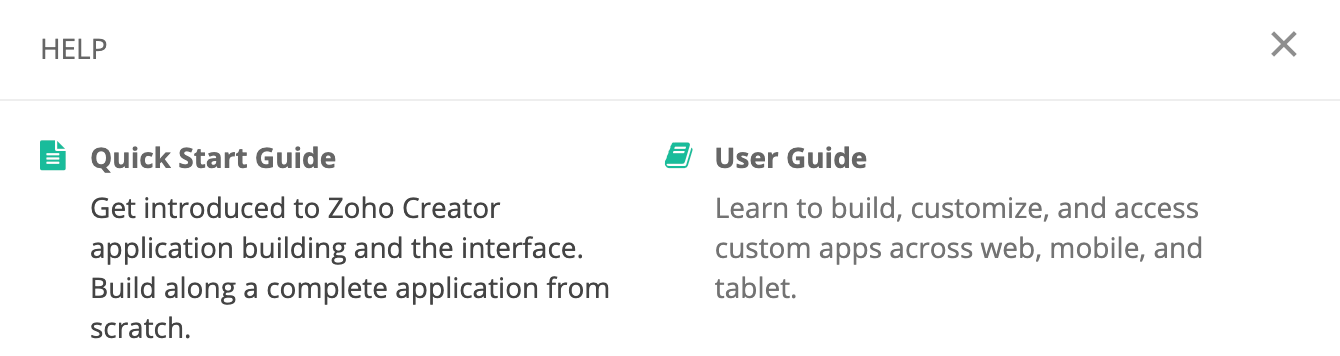 HELP
Quick Start Guide
Get introduced to Zoho Creator
application building and the interface.
Build along a complete application from
scratch.
User Guide
Learn to build, customize, and access
custom apps across web, mobile, and
tablet.